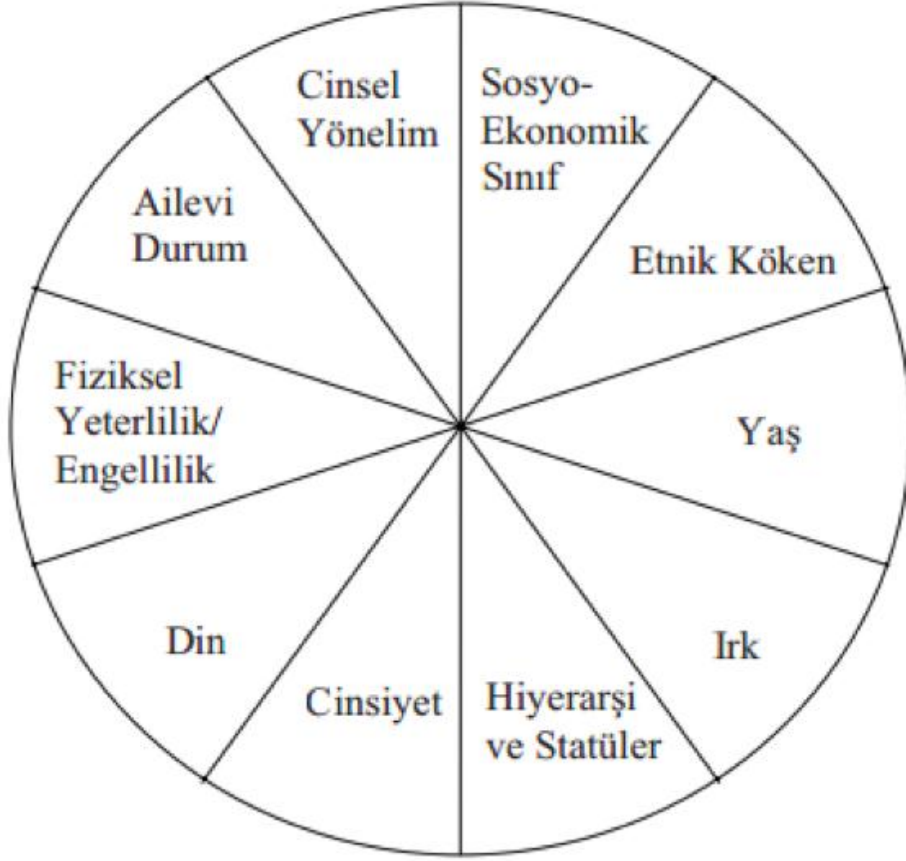 Cinsel
Yönelim
Sosyo-
Ekonomik
Sınıf
Etnik Köken
Yaş
Irk
Hiyerarşi
ve Statüler
Cinsiyet
Din
Fiziksel
Yeterlilik/
Engellilik
Ailevi
Durum